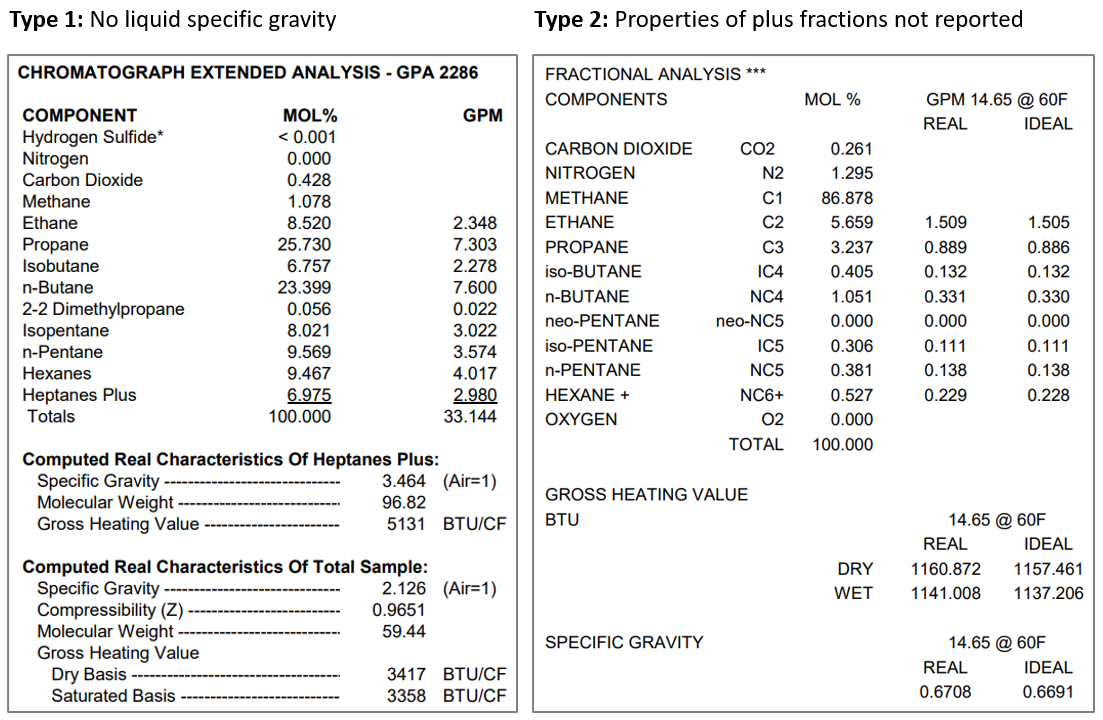 Type 1: No liquid specific gravity
CHROMATOGRAPH EXTENDED ANALYSIS - GPA 2286
COMPONENT MOL% GPM
Hydrogen Sulfide* < 0.001
Nitrogen 0.000
Carbon Dioxide 0.428
Methane 1.078
Ethane 8.520 2.348
Propane 25.730 7.303
Isobutane 6.757 2.278
n-Butane 23.399 7.600
2-2 Dimethylpropane 0.056 0.022
Isopentane 8.021 3.022
n-Pentane 9.569 3.574
Hexanes 9.467 4.017
Heptanes Plus 6.975 2.980
Totals 100.000 33.144
Computed Real Characteristics Of Heptanes Plus:
Specific Gravity ------------------------------- 3.464 (Air=1)
Molecular Weight ----------------------------- 96.82
Gross Heating Value ------------------------ 5131 BTU/CF
Computed Real Characteristics Of Total Sample:
Specific Gravity ------------------------------- 2.126 (Air=1)
Compressibility (Z) --------------------------- 0.9651
Molecular Weight ----------------------------- 59.44
Gross Heating Value
Dry Basis ------------------------------------- 3417 BTU/CF
Saturated Basis ---------------------------- 3358 BTU/CF
Type 2: Properties of plus fractions not reported
FRACTIONAL ANALYSIS ***
COMPONENTS MOL % GPM 14.65 @ 60F
REAL IDEAL
CARBON DIOXIDE CO2 0.261
NITROGEN N2 1.295
METHANE C1 86.878
ETHANE C2 5.659 1.509 1.505
PROPANE C3 3.237 0.889 0.886
iso-BUTANE IC4 0.405 0.132 0.132
n-BUTANE NC4 1.051 0.331 0.330
neo-PENTANE neo-NC5 0.000 0.000 0.000
iso-PENTANE IC5 0.306 0.111 0.111
n-PENTANE NC5 0.381 0.138 0.138
HEXANE + NC6+ 0.527 0.229 0.228
OXYGEN O2 0.000
TOTAL 100.000
GROSS HEATING VALUE
BTU 14.65 @ 60F
REAL IDEAL
DRY 1160.872 1157.461
WET 1141.008 1137.206
SPECIFIC GRAVITY 14.65 @ 60F
REAL IDEAL
0.6708 0.6691